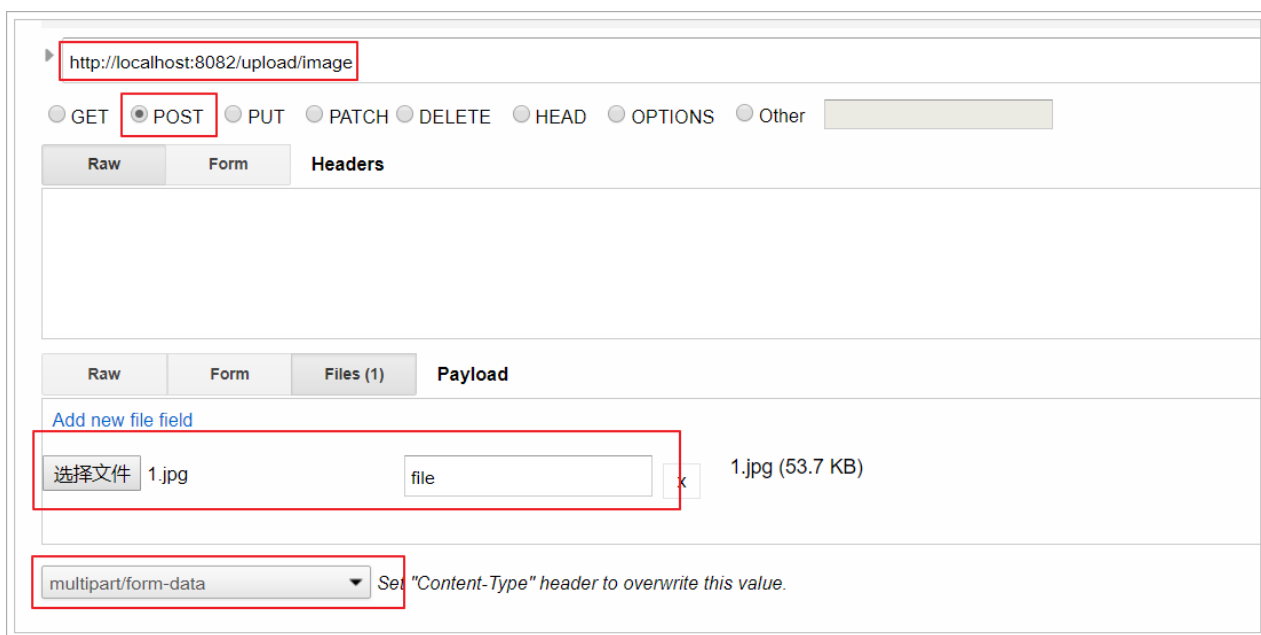 http://localhost:8082/upload/image
GET POST PUT PATCH DELETE HEAD OPTIONS Other
Raw Form Headers
Raw Form Files (1) Payload
Add new file field
选择文件 1.jpg file x 1.jpg (53.7 KB)
multipart/form-data Set "Content-Type" header to overwrite this value.